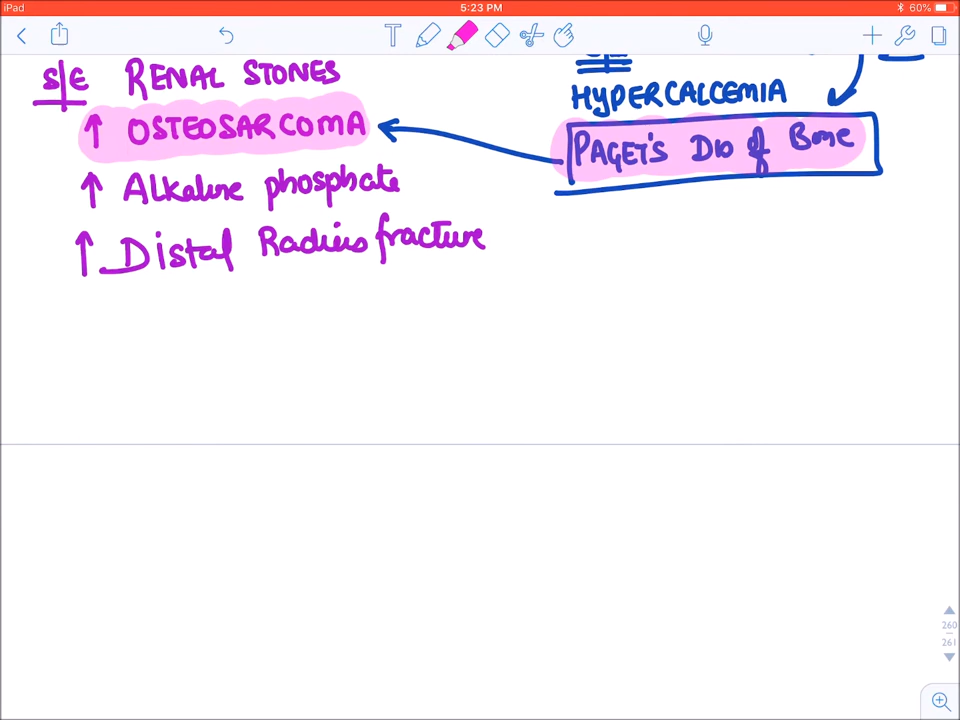 iPad
5:23 PM
60%
T
S/E RENAL STONES
↑ OSTEOSARCOMA
↑ Alkaline phosphate
↑ Distal Radius fracture
HYPERCALCEMIA
PAGET'S D/o of Bone
260
261